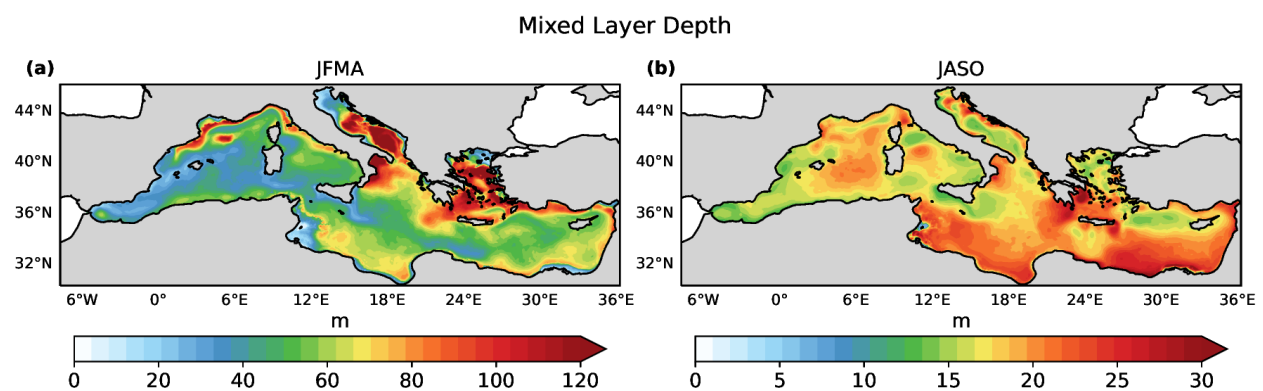 Mixed Layer Depth
(a) JFMA
44°N
40°N
36°N
32°N
6°W 0° 6°E 12°E 18°E 24°E 30°E 36°E
m
0 20 40 60 80 100 120
(b) JASO
44°N
40°N
36°N
32°N
6°W 0° 6°E 12°E 18°E 24°E 30°E 36°E
m
0 5 10 15 20 25 30